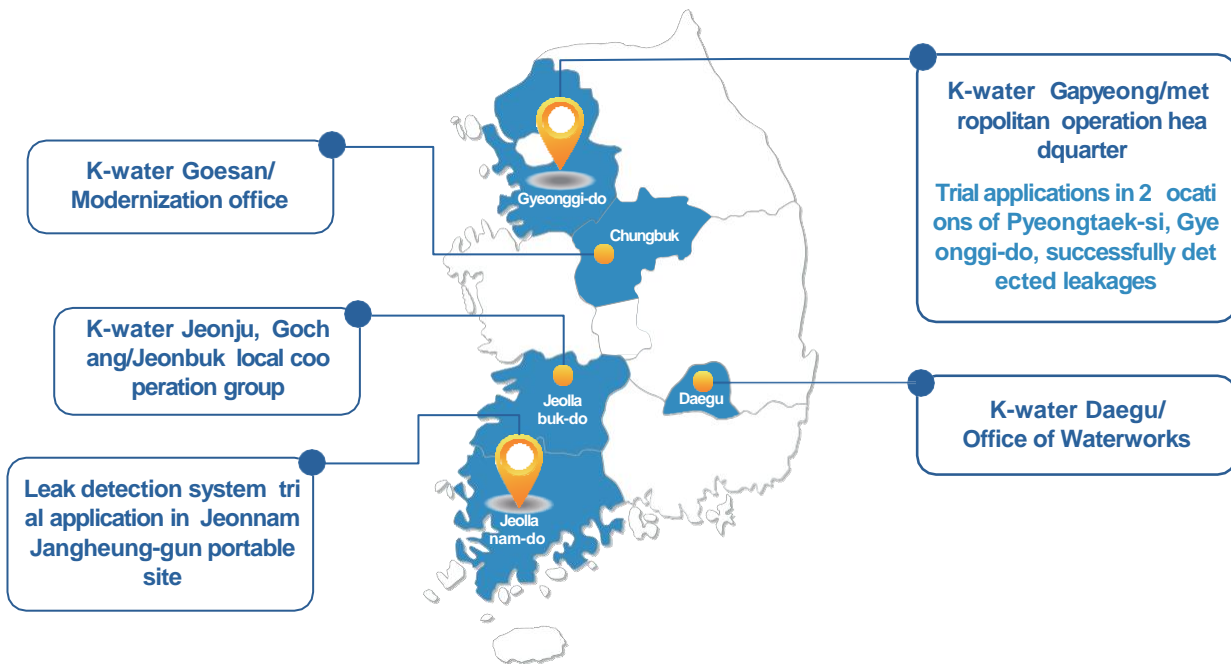 K-water Gapyeong/met
ropolitan operation hea
dquarter
Trial applications in 2 ocati
ons of Pyeongtaek-si, Gye
onggi-do, successfully det
ected leakages
K-water Goesan/
Modernization office
Gyeonggi-do
Chungbuk
K-water Jeonju, Goch
ang/Jeonbuk local coo
peration group
Jeolla
buk-do
Daegu
K-water Daegu/
Office of Waterworks
Leak detection system tri
al application in Jeonnam
Jangheung-gun portable
site
Jeolla
nam-do